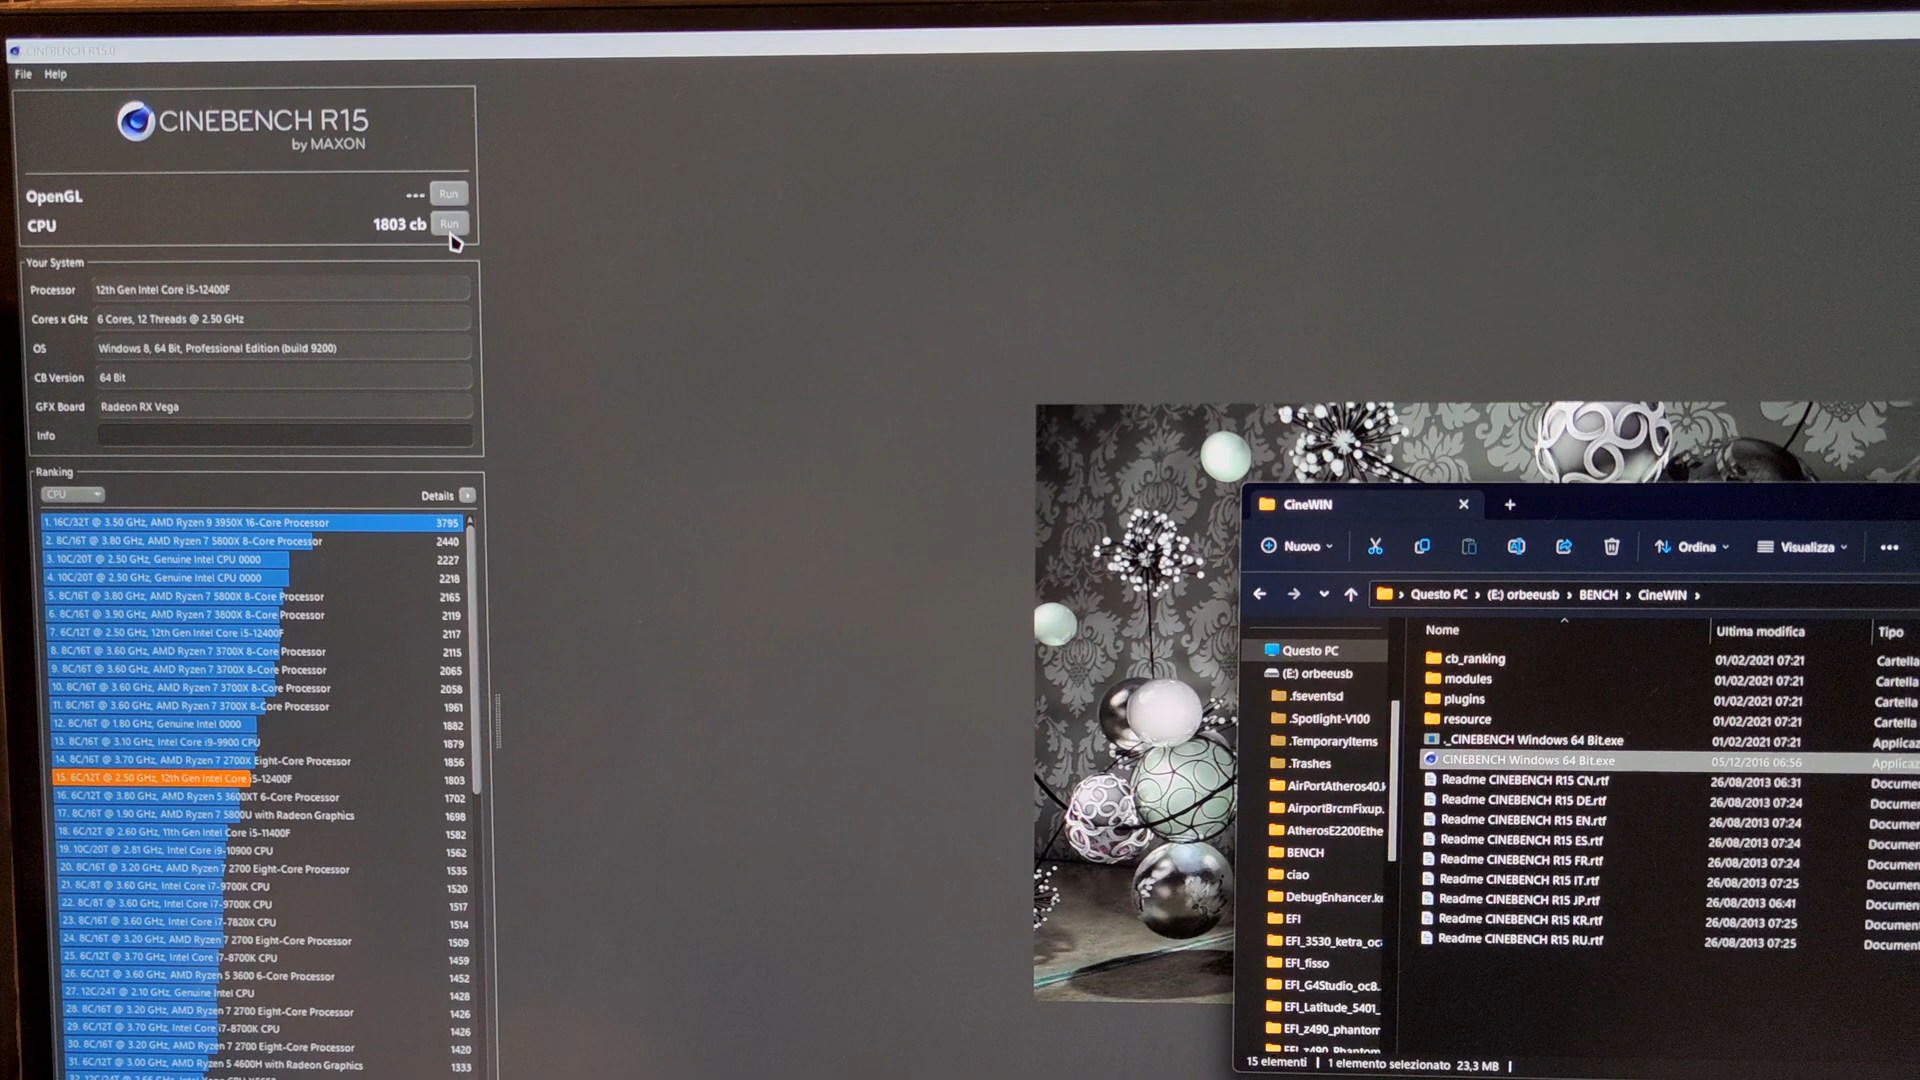 CINEBENCH R15.0
File Help
CINEBENCH R15
by MAXON
OpenGL --- Run
CPU 1803 cb Run
Your System
Processor 12th Gen Intel Core i5-12400F
Cores x GHz 6 Cores, 12 Threads @ 2.50 GHz
OS Windows 8, 64 Bit, Professional Edition (build 9200)
CB Version 64 Bit
GFX Board Radeon RX Vega
Info
Ranking
CPU Details
1. 16C/32T @ 3.50 GHz, AMD Ryzen 9 3950X 16-Core Processor 3795
2. 8C/16T @ 3.80 GHz, AMD Ryzen 7 5800X 8-Core Processor 2440
3. 10C/20T @ 2.50 GHz, Genuine Intel CPU 0000 2227
4. 10C/20T @ 2.50 GHz, Genuine Intel CPU 0000 2218
5. 8C/16T @ 3.80 GHz, AMD Ryzen 7 5800X 8-Core Processor 2165
6. 8C/16T @ 3.90 GHz, AMD Ryzen 7 3800X 8-Core Processor 2119
7. 6C/12T @ 2.50 GHz, 12th Gen Intel Core i5-12400F 2117
8. 8C/16T @ 3.60 GHz, AMD Ryzen 7 3700X 8-Core Processor 2115
9. 8C/16T @ 3.60 GHz, AMD Ryzen 7 3700X 8-Core Processor 2065
10. 8C/16T @ 3.60 GHz, AMD Ryzen 7 3700X 8-Core Processor 2058
11. 8C/16T @ 3.60 GHz, AMD Ryzen 7 3700X 8-Core Processor 1961
12. 8C/16T @ 1.80 GHz, Genuine Intel 0000 1882
13. 8C/16T @ 3.10 GHz, Intel Core i9-9900 CPU 1879
14. 8C/16T @ 3.70 GHz, AMD Ryzen 7 2700X Eight-Core Processor 1856
15. 6C/12T @ 2.50 GHz, 12th Gen Intel Core i5-12400F 1803
16. 6C/12T @ 3.80 GHz, AMD Ryzen 5 3600XT 6-Core Processor 1702
17. 8C/16T @ 1.90 GHz, AMD Ryzen 7 5800U with Radeon Graphics 1698
18. 6C/12T @ 2.60 GHz, 11th Gen Intel Core i5-11400F 1582
19. 10C/20T @ 2.81 GHz, Intel Core i9-10900 CPU 1562
20. 8C/16T @ 3.20 GHz, AMD Ryzen 7 2700 Eight-Core Processor 1535
21. 8C/8T @ 3.60 GHz, Intel Core i7-9700K CPU 1520
22. 8C/8T @ 3.60 GHz, Intel Core i7-9700K CPU 1517
23. 8C/16T @ 3.60 GHz, Intel Core i7-7820X CPU 1514
24. 8C/16T @ 3.20 GHz, AMD Ryzen 7 2700 Eight-Core Processor 1509
25. 6C/12T @ 3.70 GHz, Intel Core i7-8700K CPU 1459
26. 6C/12T @ 3.60 GHz, AMD Ryzen 5 3600 6-Core Processor 1452
27. 12C/24T @ 2.10 GHz, Genuine Intel CPU 1428
28. 8C/16T @ 3.20 GHz, AMD Ryzen 7 2700 Eight-Core Processor 1426
29. 6C/12T @ 3.70 GHz, Intel Core i7-8700K CPU 1426
30. 8C/16T @ 3.20 GHz, AMD Ryzen 7 2700 Eight-Core Processor 1420
31. 6C/12T @ 3.00 GHz, AMD Ryzen 5 4600H with Radeon Graphics 1333
CineWIN
Nuovo Ordina Visualizza
Questo PC > (E:) orbeeusb > BENCH > CineWIN >
Questo PC
(E:) orbeeusb
.fseventsd
.Spotlight-V100
.TemporaryItems
.Trashes
AirPortAtheros40.k
AirportBrcmFixup.
AtherosE2200Ethe
BENCH
ciao
DebugEnhancer.ke
EFI
EFI_3530_ketra_oc
EFI_fisso
EFI_G4Studio_oc8.
EFI_Latitude_5401_
EFI_z490_phantom
EFI_z490_Phantom
Nome Ultima modifica Tipo
cb_ranking 01/02/2021 07:21 Cartella
modules 01/02/2021 07:21 Cartella
plugins 01/02/2021 07:21 Cartella
resource 01/02/2021 07:21 Cartella
._CINEBENCH Windows 64 Bit.exe 01/02/2021 07:21 Applicaz
CINEBENCH Windows 64 Bit.exe 05/12/2016 06:56 Applicaz
Readme CINEBENCH R15 CN.rtf 26/08/2013 06:31 Documen
Readme CINEBENCH R15 DE.rtf 26/08/2013 07:24 Documen
Readme CINEBENCH R15 EN.rtf 26/08/2013 07:24 Documen
Readme CINEBENCH R15 ES.rtf 26/08/2013 07:24 Documen
Readme CINEBENCH R15 FR.rtf 26/08/2013 07:24 Documen
Readme CINEBENCH R15 IT.rtf 26/08/2013 07:25 Documen
Readme CINEBENCH R15 JP.rtf 26/08/2013 06:41 Documen
Readme CINEBENCH R15 KR.rtf 26/08/2013 07:25 Documen
Readme CINEBENCH R15 RU.rtf 26/08/2013 07:25 Document
15 elementi | 1 elemento selezionato 23,3 MB |